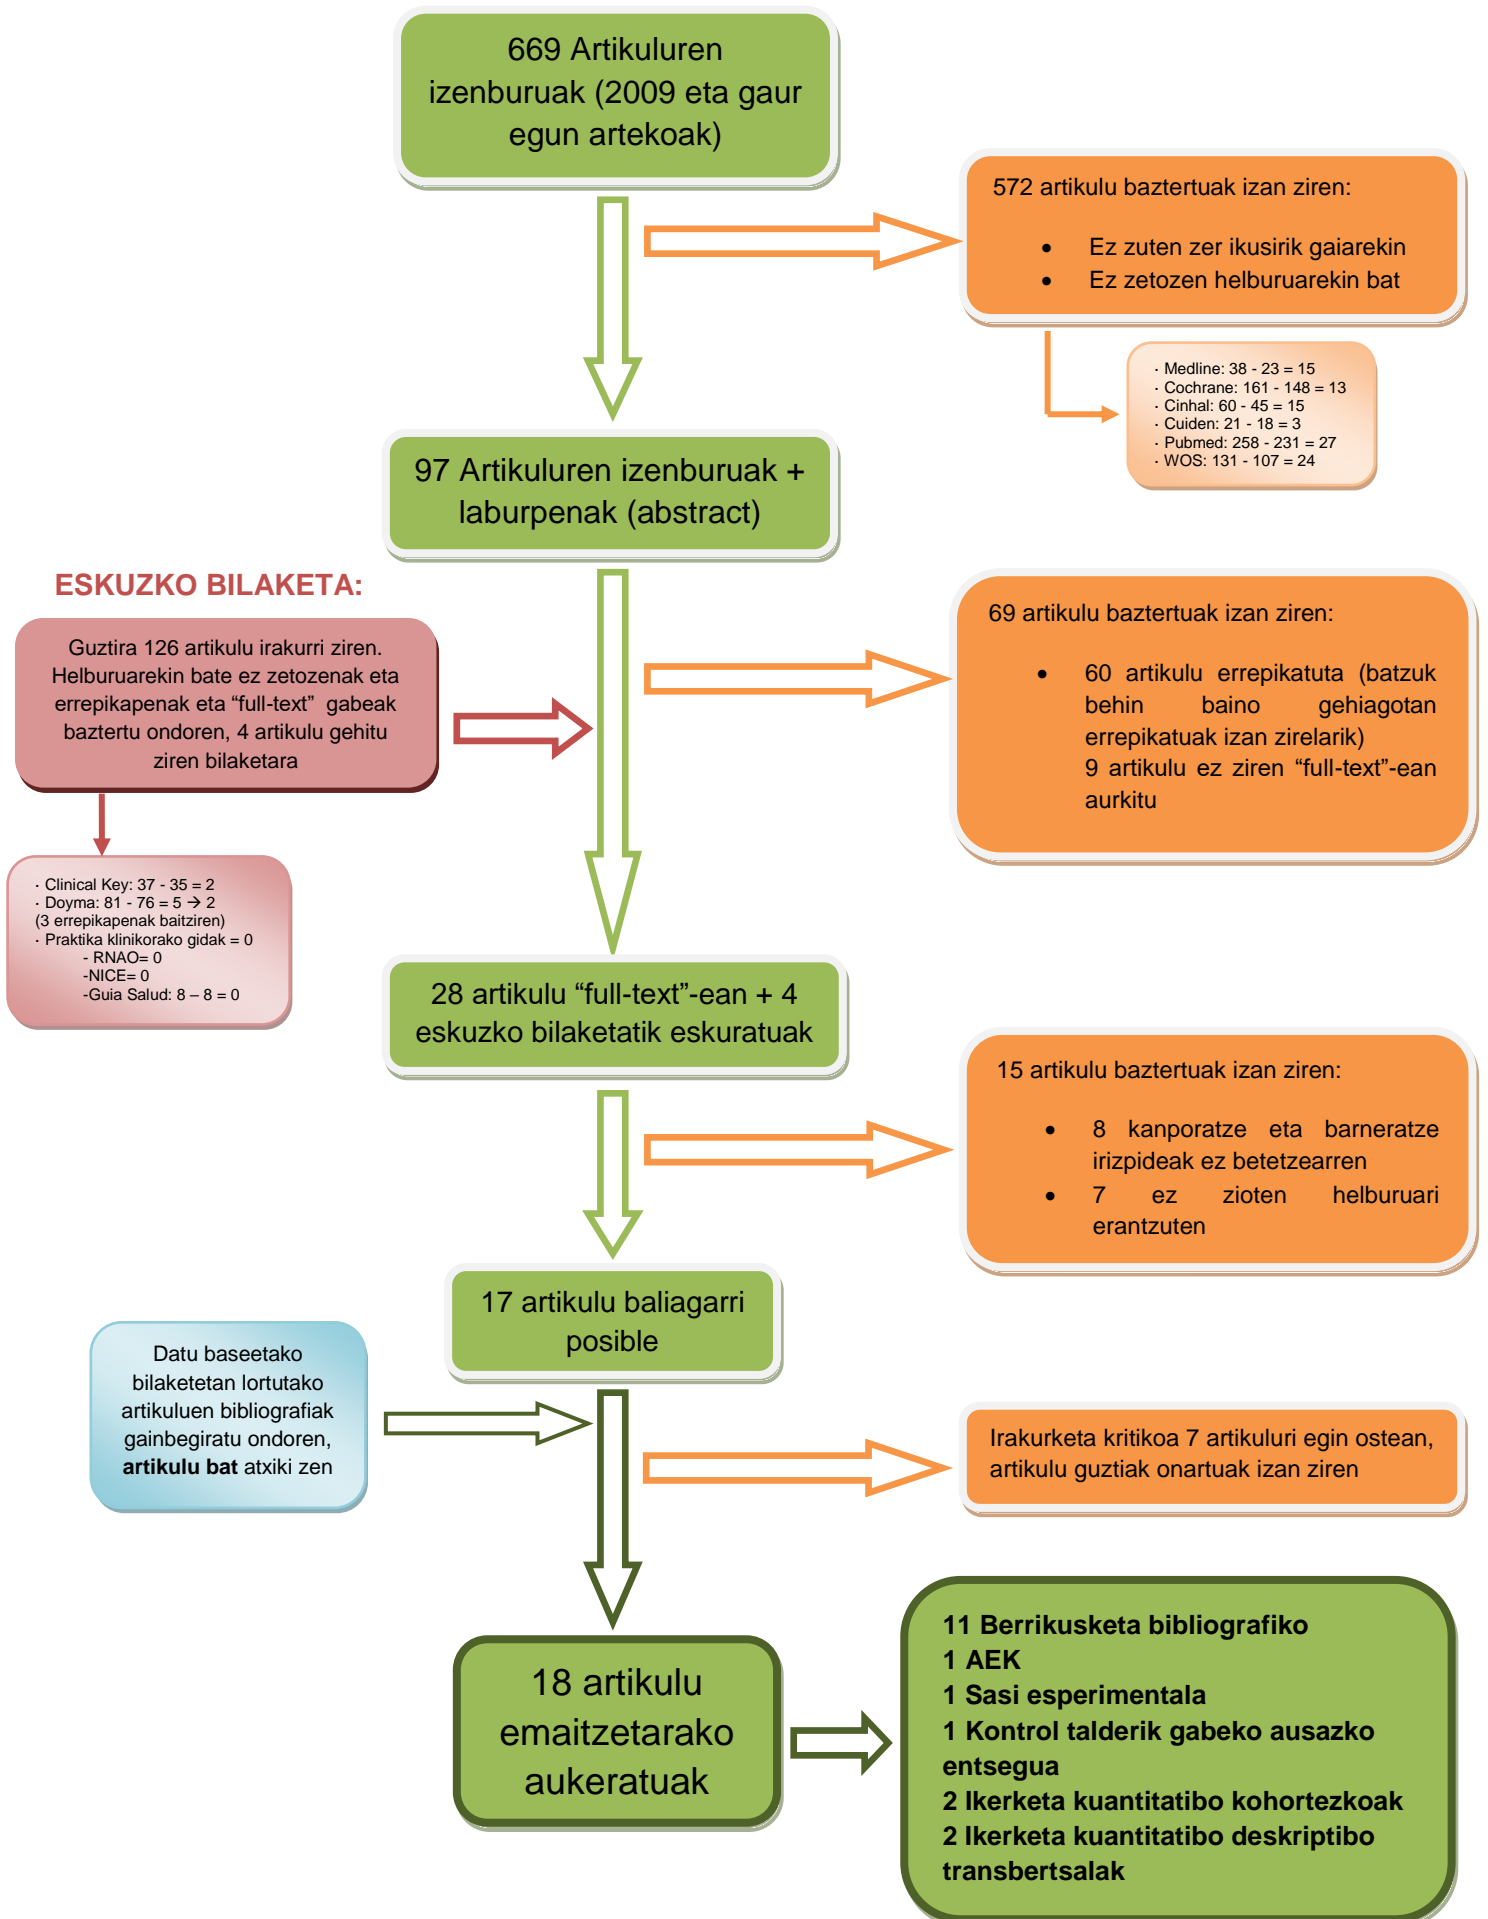 669 Artikuluren
izenburuak (2009 eta gaur
egun artekoak)
572 artikulu baztertuak izan ziren:
• Ez zuten zer ikusirik gaiarekin
• Ez zetozen helburuarekin bat
· Medline: 38 - 23 = 15
· Cochrane: 161 - 148 = 13
· Cinhal: 60 - 45 = 15
· Cuiden: 21 - 18 = 3
· Pubmed: 258 - 231 = 27
· WOS: 131 - 107 = 24
97 Artikuluren izenburuak +
laburpenak (abstract)
ESKUZKO BILAKETA:
Guztira 126 artikulu irakurri ziren.
Helburuarekin bate ez zetozenak eta
errepikapenak eta “full-text” gabeak
baztertu ondoren, 4 artikulu gehitu
ziren bilaketara
69 artikulu baztertuak izan ziren:
• 60 artikulu errepikatuta (batzuk
behin baino gehiagotan
errepikatuak izan zirelarik)
9 artikulu ez ziren “full-text”-ean
aurkitu
· Clinical Key: 37 - 35 = 2
· Doyma: 81 - 76 = 5 → 2
(3 errepikapenak baitziren)
· Praktika klinikorako gidak = 0
- RNAO= 0
-NICE= 0
-Guia Salud: 8 – 8 = 0
28 artikulu “full-text”-ean + 4
eskuzko bilaketatik eskuratuak
15 artikulu baztertuak izan ziren:
• 8 kanporatze eta barneratze
irizpideak ez betetzearren
• 7 ez zioten helburuari
erantzuten
17 artikulu baliagarri
posible
Datu baseetako
bilaketetan lortutako
artikuluen bibliografiak
gainbegiratu ondoren,
artikulu bat atxiki zen
Irakurketa kritikoa 7 artikuluri egin ostean,
artikulu guztiak onartuak izan ziren
18 artikulu
emaitzetarako
aukeratuak
11 Berrikusketa bibliografiko
1 AEK
1 Sasi esperimentala
1 Kontrol talderik gabeko ausazko
entsegua
2 Ikerketa kuantitatibo kohortezkoak
2 Ikerketa kuantitatibo deskriptibo
transbertsalak